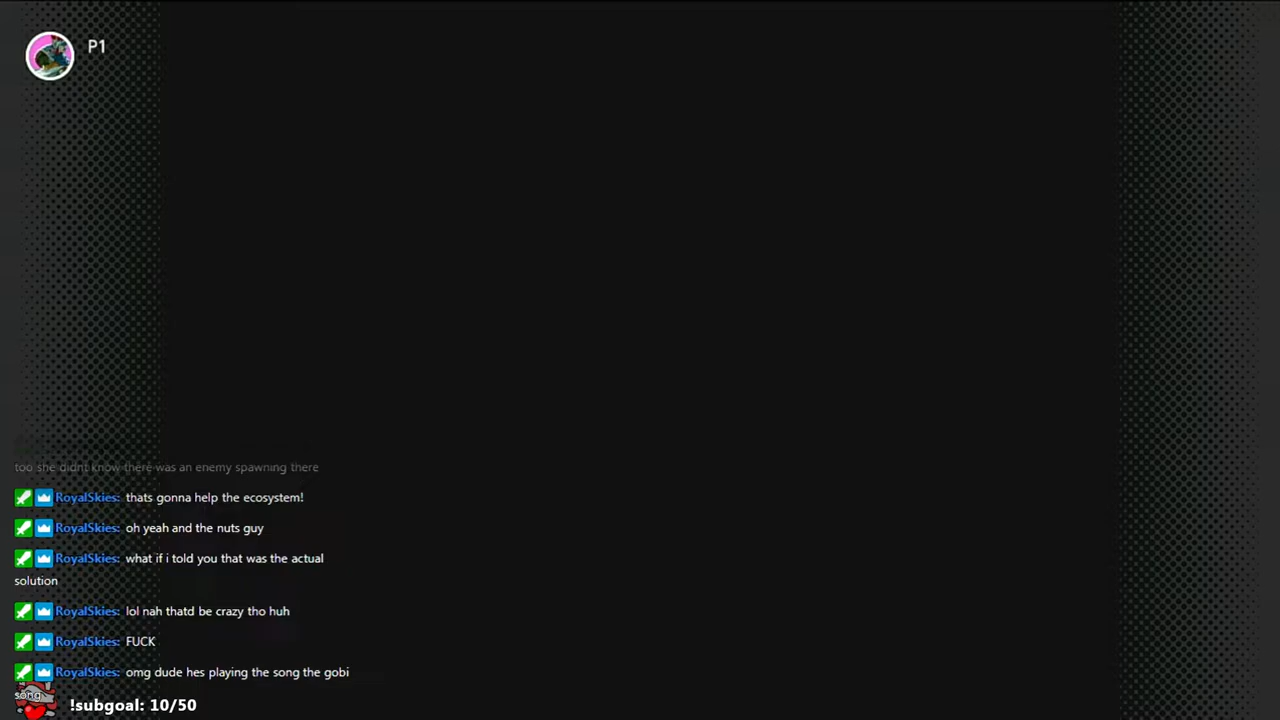 P1
too she didnt know there was an enemy spawning there
RoyalSkies: thats gonna help the ecosystem!
RoyalSkies: oh yeah and the nuts guy
RoyalSkies: what if i told you that was the actual
solution
RoyalSkies: lol nah thatd be crazy tho huh
RoyalSkies: FUCK
RoyalSkies: omg dude hes playing the song the gobi
song
!subgoal: 10/50